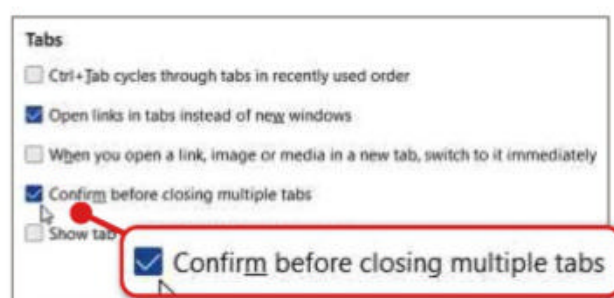 Tabs
Ctrl+Tab cycles through tabs in recently used order
Open links in tabs instead of new windows
When you open a link, image or media in a new tab, switch to it immediately
Confirm before closing multiple tabs
Show tab
Confirm before closing multiple tabs